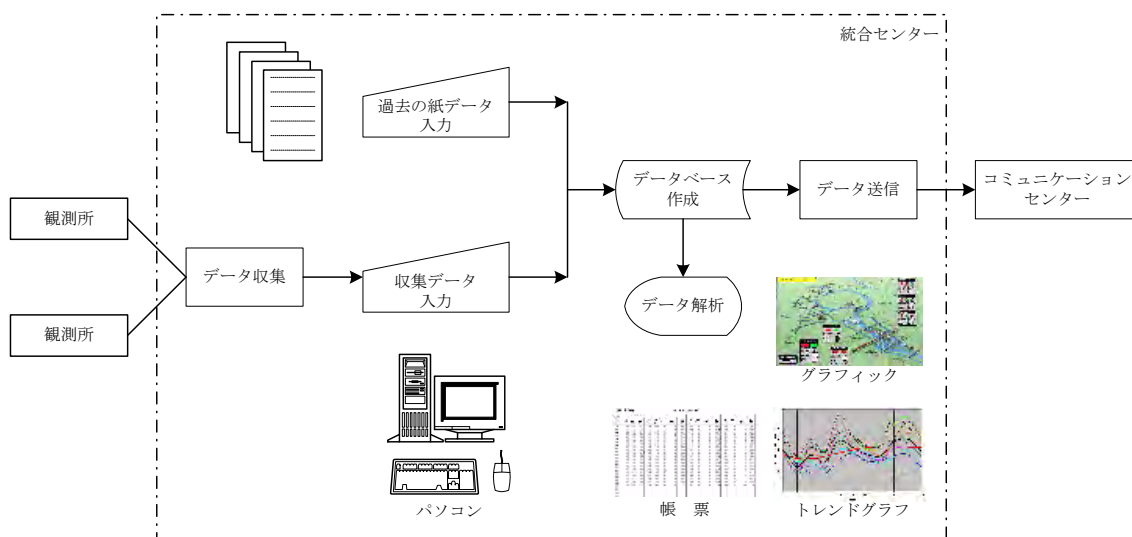 統合センター
過去の紙データ
入力
観測所
データ収集
収集データ
入力
データベース
作成
データ送信
コミュニケーション
センター
観測所
データ解析
グラフィック
パソコン
帳 票
トレンドグラフ